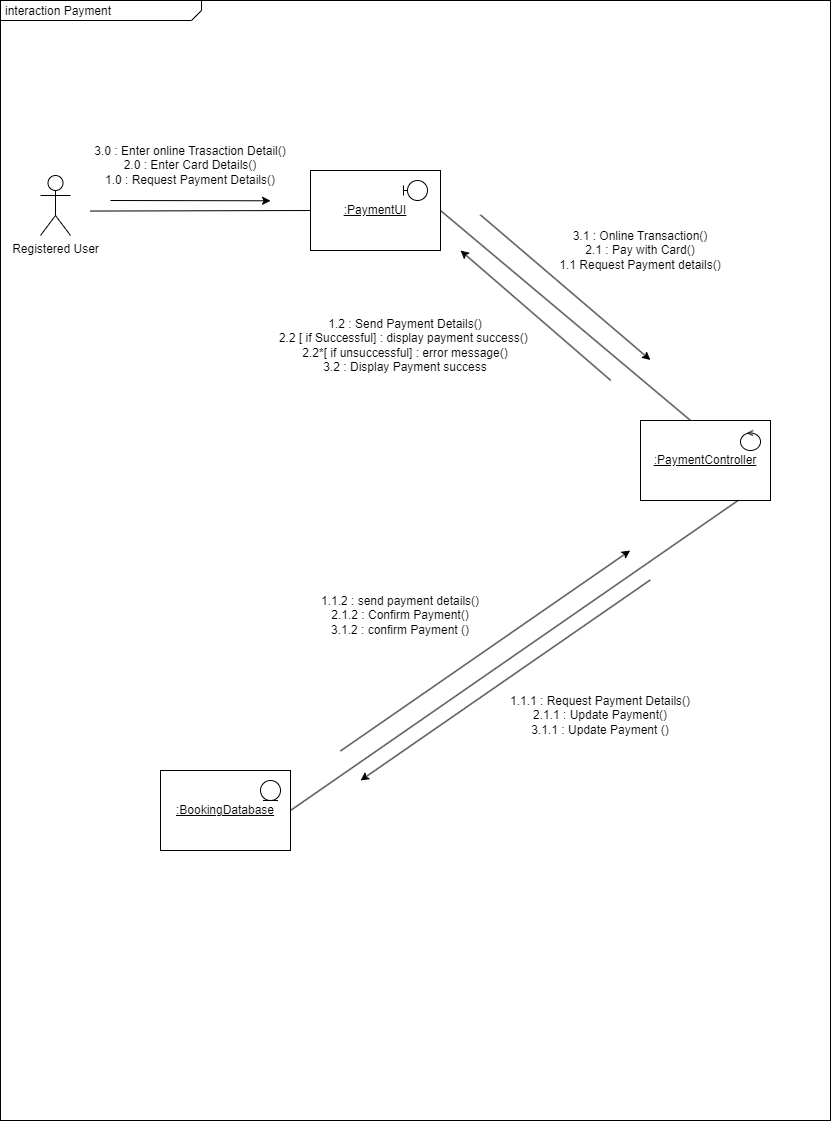 interaction Payment
3.0 : Enter online Trasaction Detail()
2.0 : Enter Card Details()
1.0 : Request Payment Details()
:PaymentUI
Registered User
3.1 : Online Transaction()
2.1 : Pay with Card()
1.1 Request Payment details()
1.2 : Send Payment Details()
2.2 [ if Successful] : display payment success()
2.2*[ if unsuccessful] : error message()
3.2 : Display Payment success
:PaymentController
1.1.2 : send payment details()
2.1.2 : Confirm Payment()
3.1.2 : confirm Payment ()
1.1.1 : Request Payment Details()
2.1.1 : Update Payment()
3.1.1 : Update Payment ()
:BookingDatabase